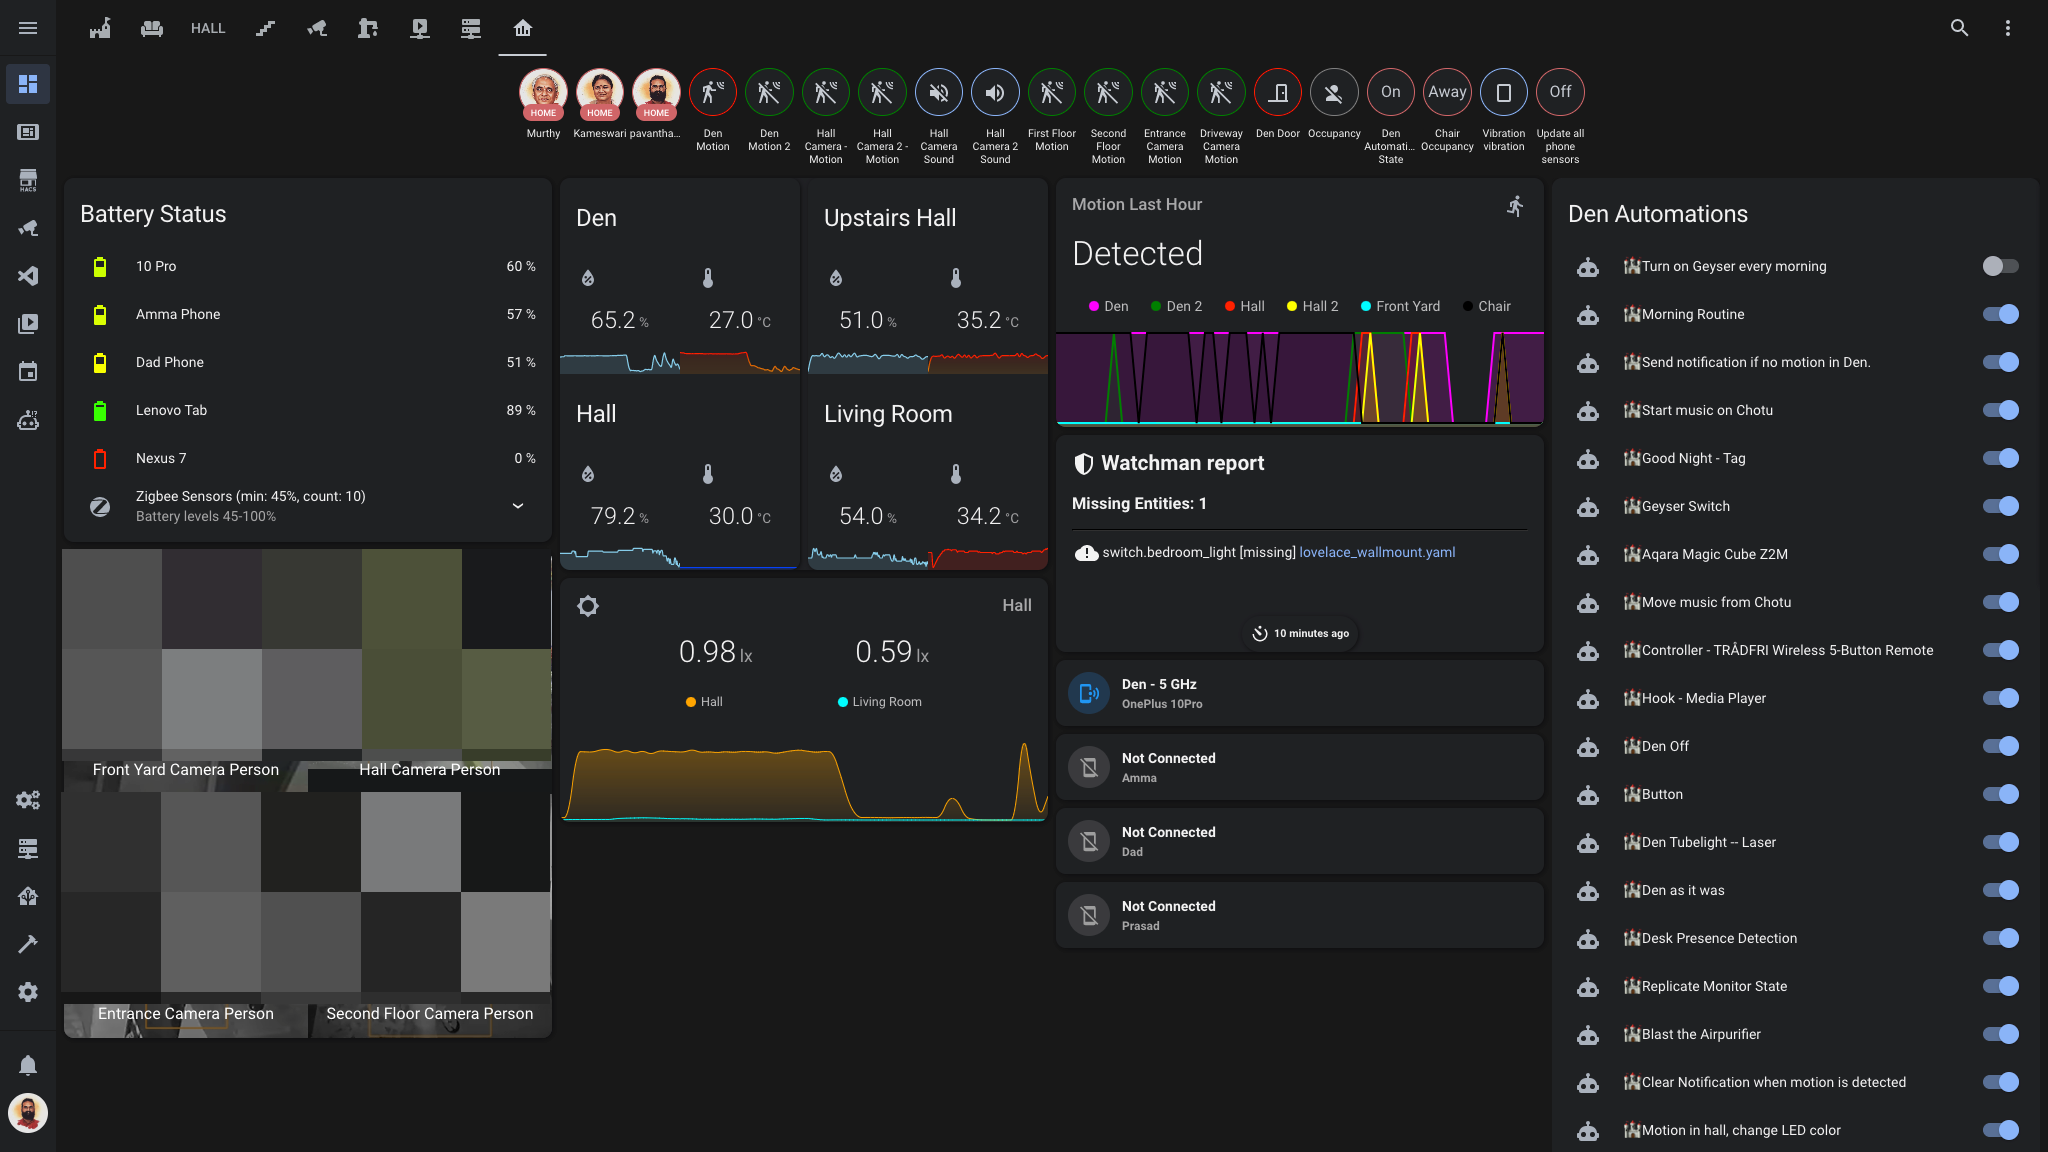 HALL
HOME
HOME
HOME
On
Away
Off
Murthy
Kameswari
pavantha...
Den
Motion
Den
Motion 2
Hall
Camera -
Motion
Hall
Camera 2 -
Motion
Hall
Camera
Sound
Hall
Camera 2
Sound
First Floor
Motion
Second
Floor
Motion
Entrance
Camera
Motion
Driveway
Camera
Motion
Den Door
Occupancy
Den
Automati...
State
Chair
Occupancy
Vibration
vibration
Update all
phone
sensors
HACS
Battery Status
10 Pro 60 %
Amma Phone 57 %
Dad Phone 51 %
Lenovo Tab 89 %
Nexus 7 0 %
Zigbee Sensors (min: 45%, count: 10)
Battery levels 45-100%
Front Yard Camera Person
Hall Camera Person
Entrance Camera Person
Second Floor Camera Person
Den
65.2 %
27.0 °C
Upstairs Hall
51.0 %
35.2 °C
Hall
79.2 %
30.0 °C
Living Room
54.0 %
34.2 °C
Hall
0.98 lx
0.59 lx
Hall
Living Room
Motion Last Hour
Detected
Den
Den 2
Hall
Hall 2
Front Yard
Chair
Watchman report
Missing Entities: 1
switch.bedroom_light [missing] lovelace_wallmount.yaml
10 minutes ago
Den - 5 GHz
OnePlus 10Pro
Not Connected
Amma
Not Connected
Dad
Not Connected
Prasad
Den Automations
🏰Turn on Geyser every morning
🏰Morning Routine
🏰Send notification if no motion in Den.
🏰Start music on Chotu
🏰Good Night - Tag
🏰Geyser Switch
🏰Aqara Magic Cube Z2M
🏰Move music from Chotu
🏰Controller - TRÅDFRI Wireless 5-Button Remote
🏰Hook - Media Player
🏰Den Off
🏰Button
🏰Den Tubelight -- Laser
🏰Den as it was
🏰Desk Presence Detection
🏰Replicate Monitor State
🏰Blast the Airpurifier
🏰Clear Notification when motion is detected
🏰Motion in hall, change LED color